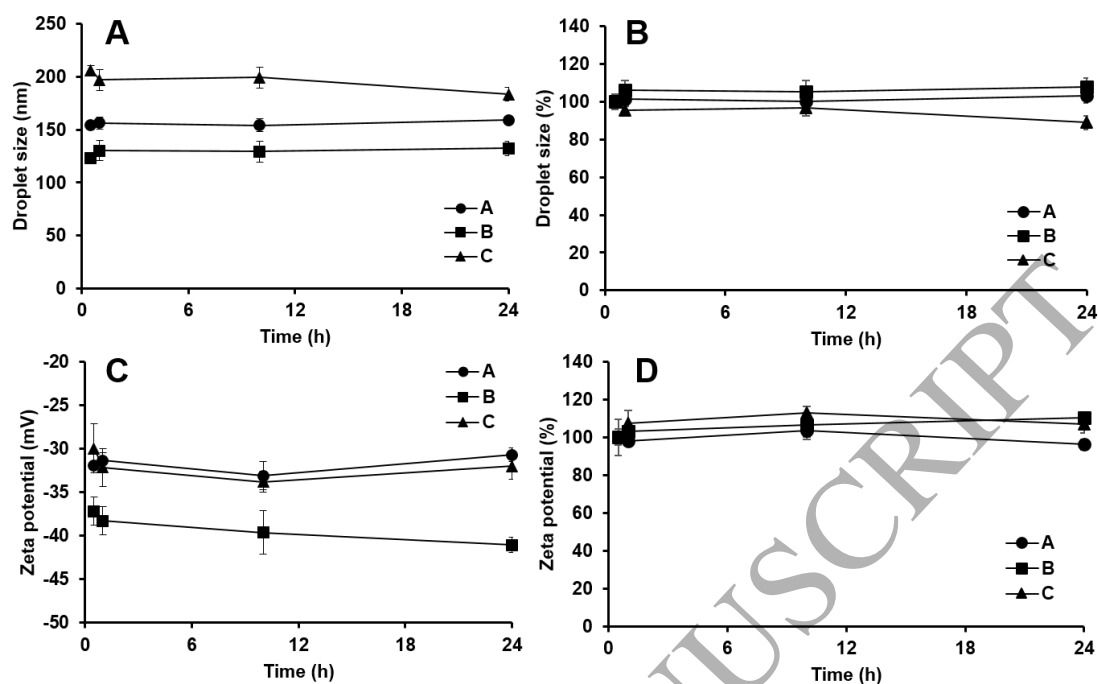 A
Droplet size (nm)
250
200
150
100
50
0
0 6 12 18 24
Time (h)
A
B
C
B
Droplet size (%)
140
120
100
80
60
40
20
0
0 6 12 18 24
Time (h)
A
B
C
C
Zeta potential (mV)
-20
-25
-30
-35
-40
-45
-50
0 6 12 18 24
Time (h)
A
B
C
D
Zeta potential (%)
140
120
100
80
60
40
20
0
0 6 12 18 24
Time (h)
A
B
C
NUSCRIPT